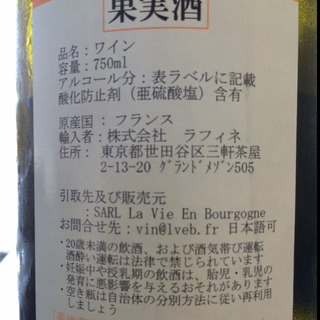 果実酒
品名：ワイン
容量：750ml
アルコール分：表ラベルに記載
酸化防止剤（亜硫酸塩）含有
原産国：フランス
輸入者：株式会社 ラフィネ
住所： 東京都世田谷区三軒茶屋
2-13-20 グランドメゾン505
引取先及び販売元
：SARL La Vie En Bourgogne
お問合せ先：vin@lveb.fr 日本語可
・20歳未満の飲酒、および酒気帯び運転
酒酔い運転は法律で禁じられています
・妊娠中や授乳期の飲酒は、胎児・乳児の
発育に悪影響を与えるおそれがあります
・空き瓶は自治体の分別方法に従い再利用
しましょう